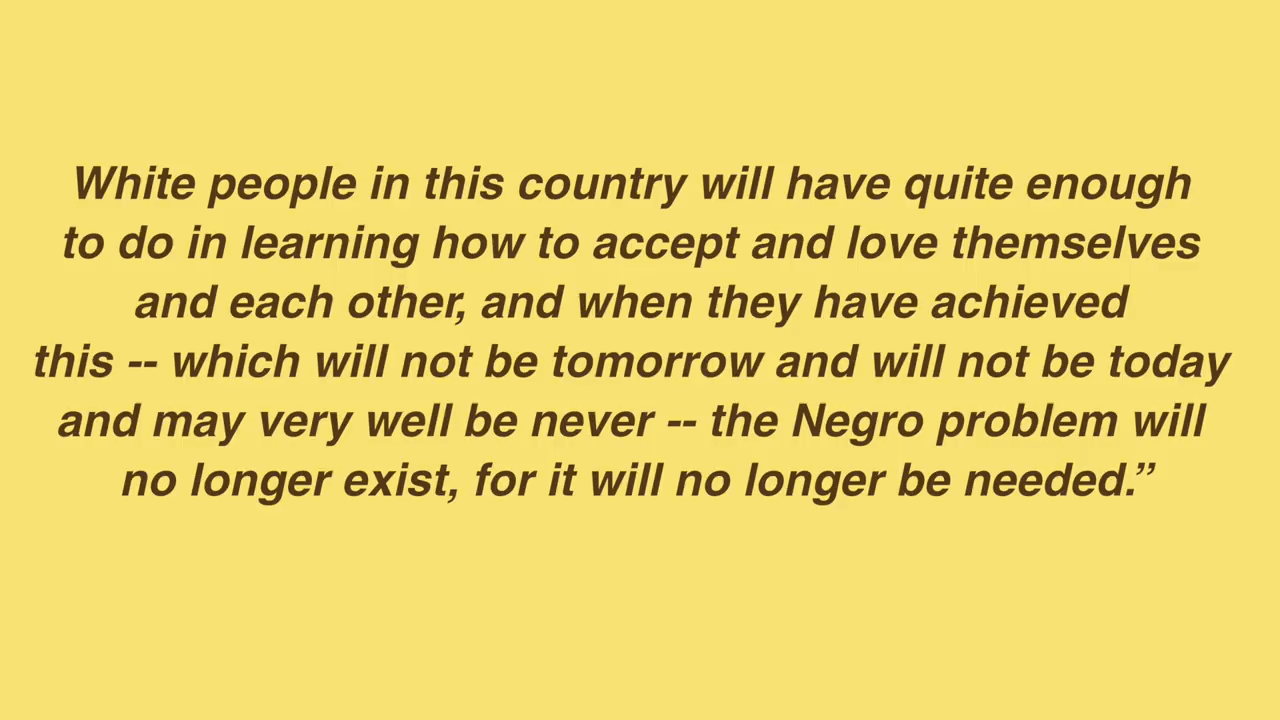 White people in this country will have quite enough
to do in learning how to accept and love themselves
and each other, and when they have achieved
this -- which will not be tomorrow and will not be today
and may very well be never -- the Negro problem will
no longer exist, for it will no longer be needed.”